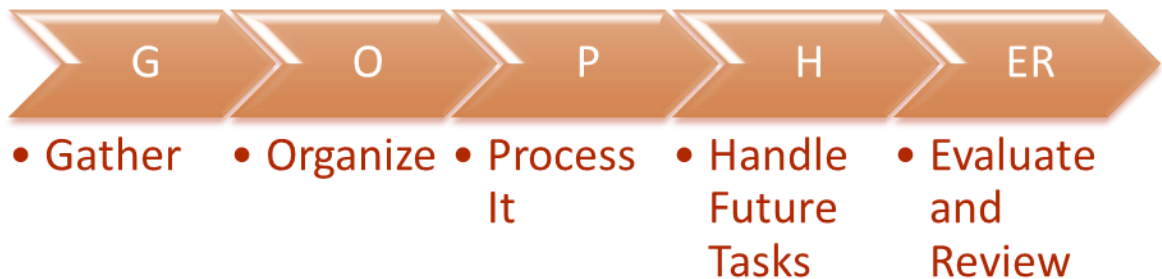 G
O
P
H
ER
• Gather
• Organize
• Process
It
• Handle
Future
Tasks
• Evaluate
and
Review